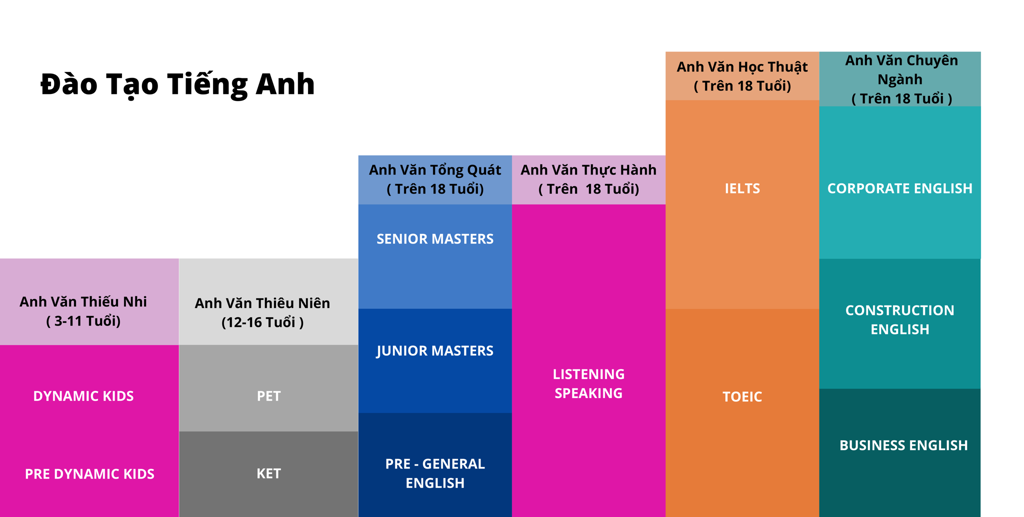 Đào Tạo Tiếng Anh
Anh Văn Thiếu Nhi
( 3-11 Tuổi)
DYNAMIC KIDS
PRE DYNAMIC KIDS
Anh Văn Thiêu Niên
(12-16 Tuổi )
PET
KET
Anh Văn Tổng Quát
( Trên 18 Tuổi)
SENIOR MASTERS
JUNIOR MASTERS
PRE - GENERAL
ENGLISH
Anh Văn Thực Hành
( Trên  18 Tuổi)
LISTENING
SPEAKING
Anh Văn Học Thuật
( Trên 18 Tuổi)
IELTS
TOEIC
Anh Văn Chuyên
Ngành
( Trên 18 Tuổi )
CORPORATE ENGLISH
CONSTRUCTION
ENGLISH
BUSINESS ENGLISH